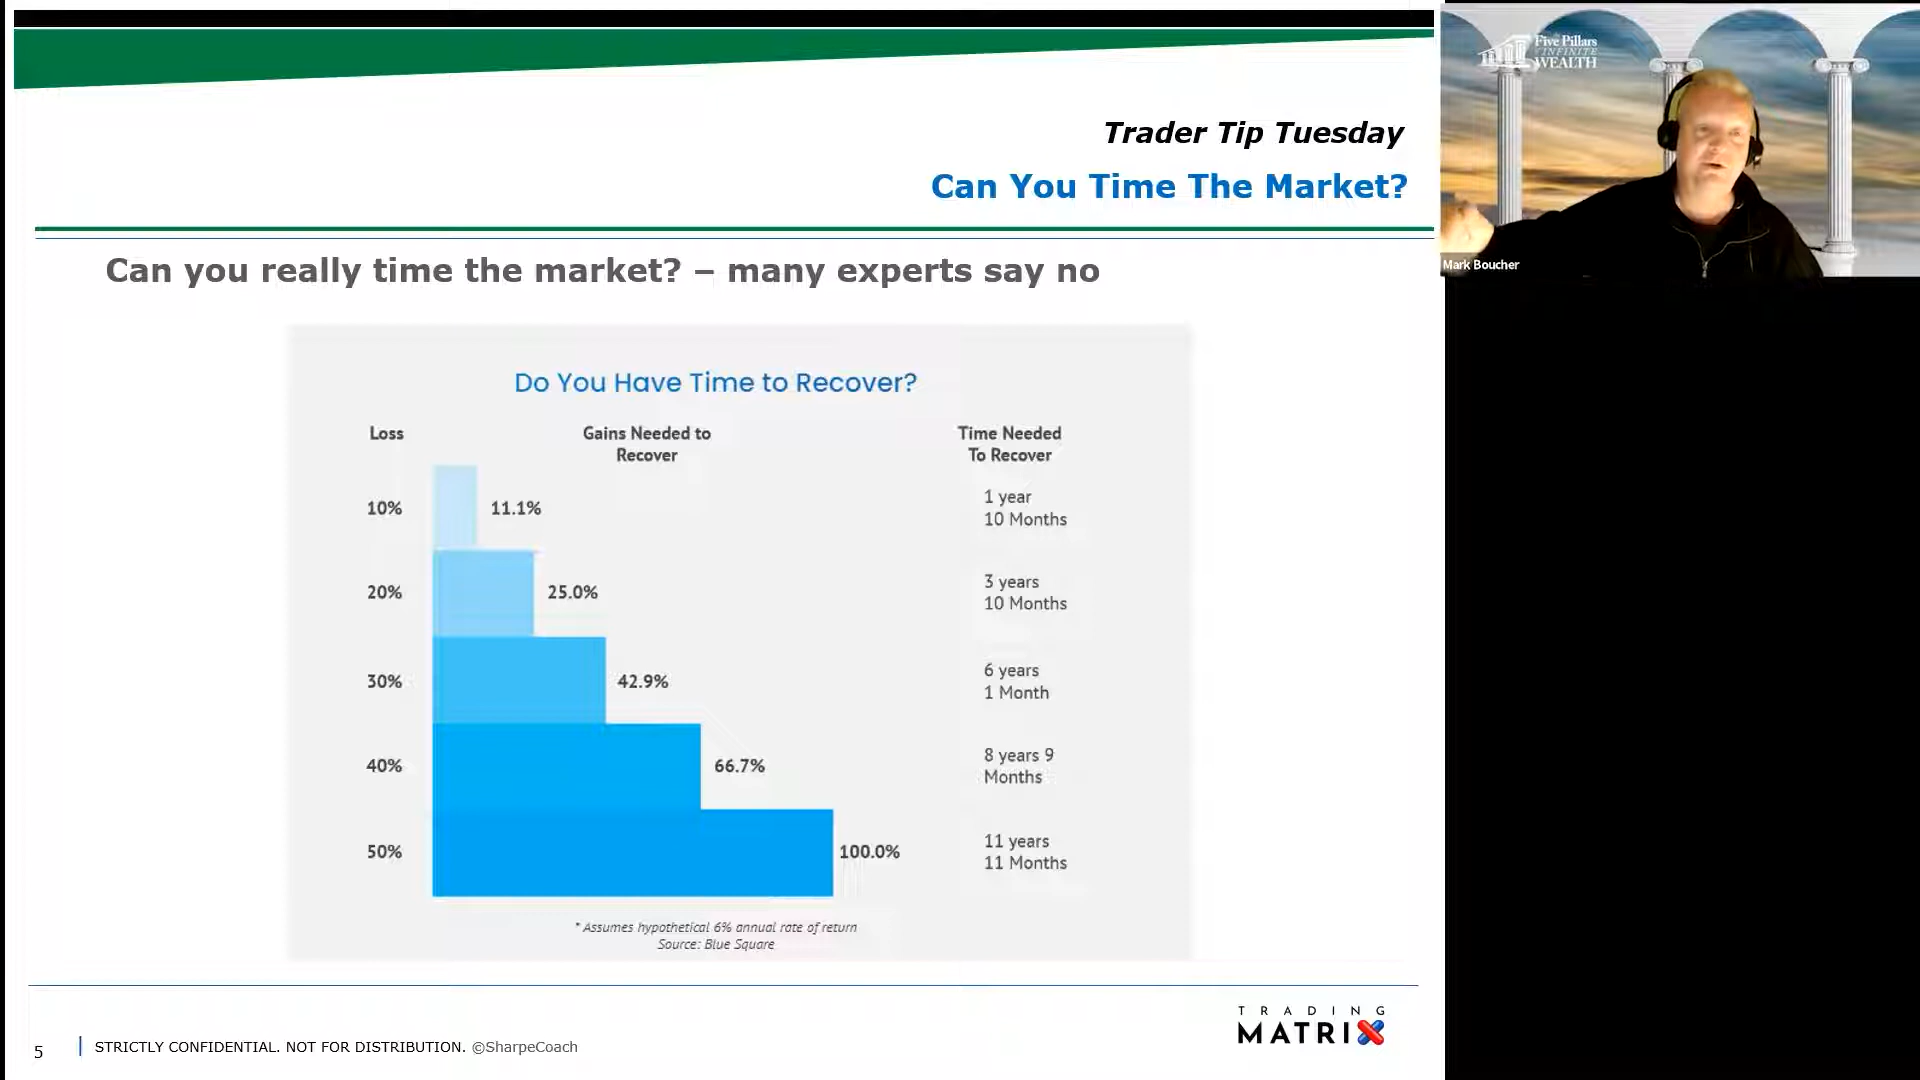 Trader Tip Tuesday
Can You Time The Market?
Can you really time the market? – many experts say no
Do You Have Time to Recover?
Loss
Gains Needed to
Recover
Time Needed
To Recover
10%
11.1%
1 year
10 Months
20%
25.0%
3 years
10 Months
30%
42.9%
6 years
1 Month
40%
66.7%
8 years 9
Months
50%
100.0%
11 years
11 Months
* Assumes hypothetical 6% annual rate of return
Source: Blue Square
5
STRICTLY CONFIDENTIAL. NOT FOR DISTRIBUTION. ©SharpeCoach
TRADING
MATRIX
Five Pillars
of INFINITE
WEALTH
Mark Boucher